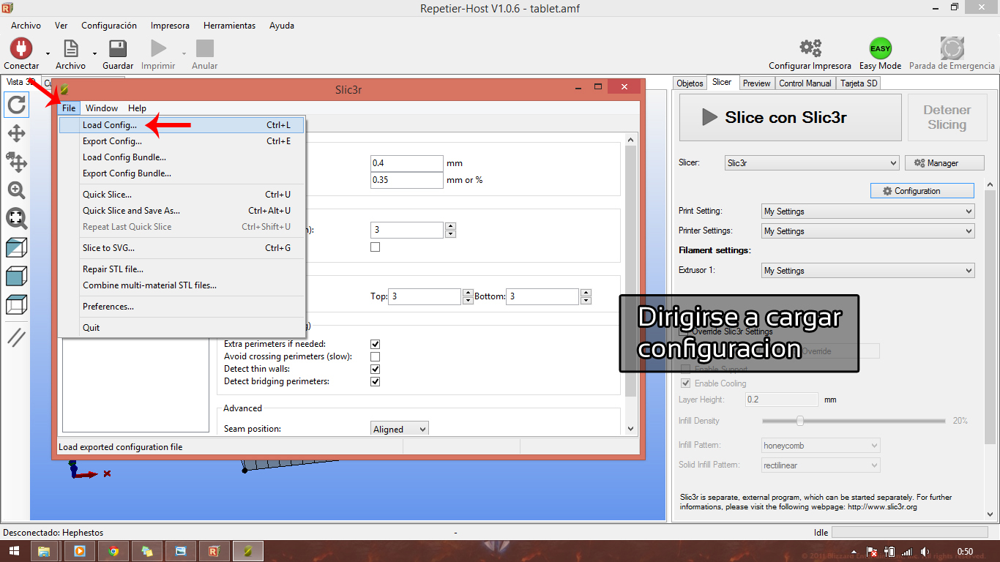 Repetier-Host V1.0.6 - tablet.amf
Archivo Ver Configuración Impresora Herramientas Ayuda
Conectar Archivo Guardar Imprimir Anular
Configurar Impresora EASY Easy Mode Parada de Emergencia
Vista 3D
Slic3r
File Window Help
Load Config... Ctrl+L
Export Config... Ctrl+E
Load Config Bundle...
Export Config Bundle...
Quick Slice... Ctrl+U
Quick Slice and Save As... Ctrl+Alt+U
Repeat Last Quick Slice Ctrl+Shift+U
Slice to SVG... Ctrl+G
Repair STL file...
Combine multi-material STL files...
Preferences...
Quit
0.4 mm
0.35 mm or %
3
Top: 3 Bottom: 3
Extra perimeters if needed:
Avoid crossing perimeters (slow):
Detect thin walls:
Detect bridging perimeters:
Advanced
Seam position: Aligned
Load exported configuration file
Objetos Slicer Preview Control Manual Tarjeta SD
Slice con Slic3r
Detener
Slicing
Slicer: Slic3r Manager
Configuration
Print Setting: My Settings
Printer Settings: My Settings
Filament settings:
Extrusor 1: My Settings
Dirigirse a cargar
configuracion
Override Slic3r Settings
Override
Enable Support
Enable Cooling
Layer Height: 0.2 mm
Infill Density 20%
Infill Pattern: honeycomb
Solid Infill Pattern: rectilinear
Slic3r is separate, external program, which can be started separately. For further
informations, please visit the following webpage: http://www.slic3r.org
Desconectado: Hephestos - Idle
0:50